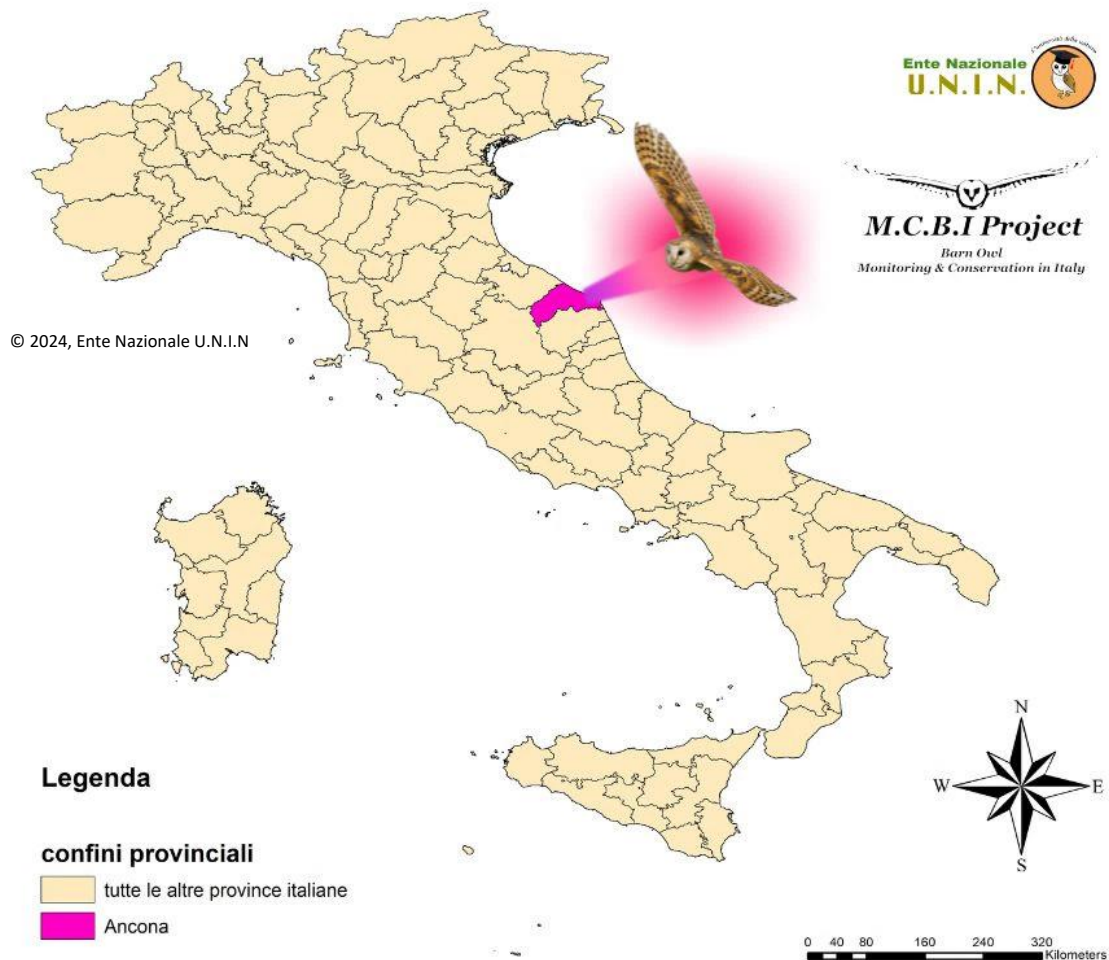 Ente Nazionale
U.N.I.N.
M.C.B.I Project
Barn Owl
Monitoring & Conservation in Italy
© 2024, Ente Nazionale U.N.I.N
Legenda
confini provinciali
tutte le altre province italiane
Ancona
N
W
E
S
0 40 80 160 240 320
Kilometers